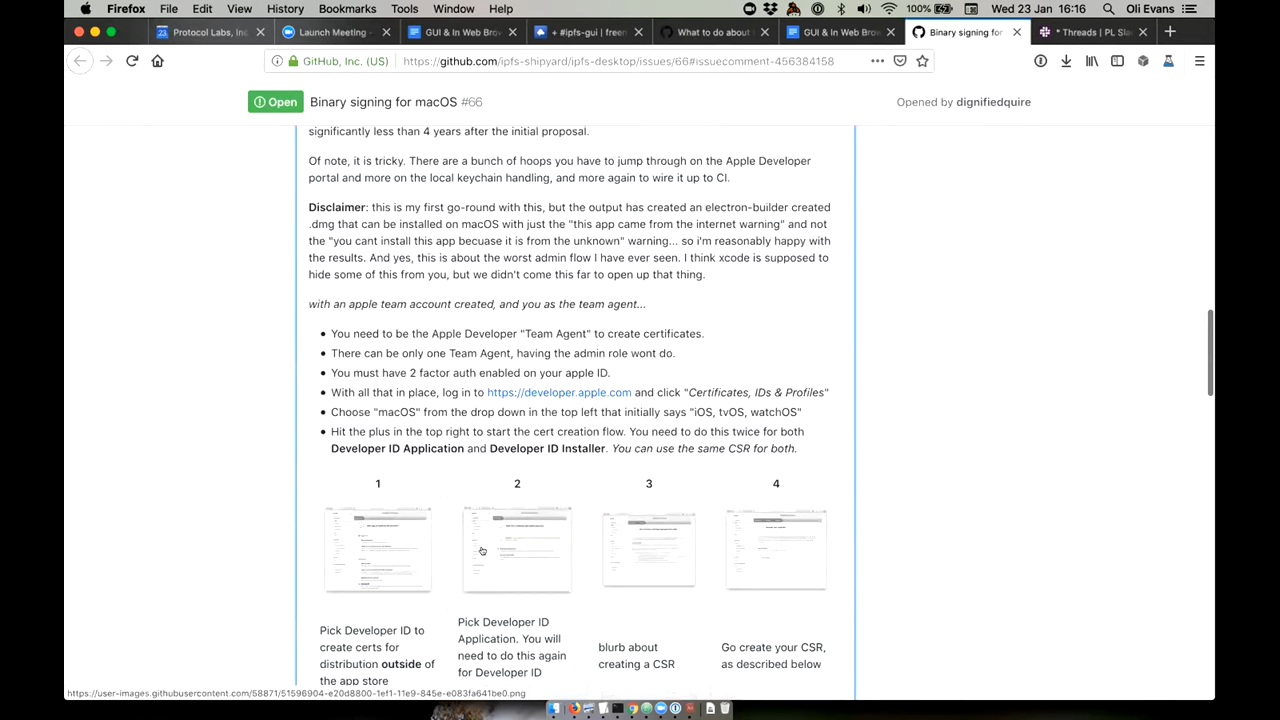 Firefox File Edit View History Bookmarks Tools Window Help 100% Wed 23 Jan 16:16 Oli Evans
Protocol Labs, Inc. Launch Meeting - GUI & In Web Brow + #ipfs-gui | freen What to do about GUI & In Web Brow Binary signing for * Threads | PL Sla
GitHub, Inc. (US) https://github.com/ipfs-shipyard/ipfs-desktop/issues/66#issuecomment-456384158
Open Binary signing for macOS #66 Opened by dignifiedquire
significantly less than 4 years after the initial proposal.
Of note, it is tricky. There are a bunch of hoops you have to jump through on the Apple Developer
portal and more on the local keychain handling, and more again to wire it up to CI.
Disclaimer: this is my first go-round with this, but the output has created an electron-builder created
.dmg that can be installed on macOS with just the "this app came from the internet warning" and not
the "you cant install this app becuase it is from the unknown" warning... so i'm reasonably happy with
the results. And yes, this is about the worst admin flow I have ever seen. I think xcode is supposed to
hide some of this from you, but we didn't come this far to open up that thing.
with an apple team account created, and you as the team agent...
You need to be the Apple Developer "Team Agent" to create certificates.
There can be only one Team Agent, having the admin role wont do.
You must have 2 factor auth enabled on your apple ID.
With all that in place, log in to https://developer.apple.com and click "Certificates, IDs & Profiles"
Choose "macOS" from the drop down in the top left that initially says "iOS, tvOS, watchOS"
Hit the plus in the top right to start the cert creation flow. You need to do this twice for both
Developer ID Application and Developer ID Installer. You can use the same CSR for both.
1 2 3 4
Pick Developer ID to
create certs for
distribution outside of
the app store
Pick Developer ID
Application. You will
need to do this again
for Developer ID
blurb about
creating a CSR
Go create your CSR,
as described below
https://user-images.githubusercontent.com/58871/51596904-e20d8800-1ef1-11e9-845e-e083fa641be0.png